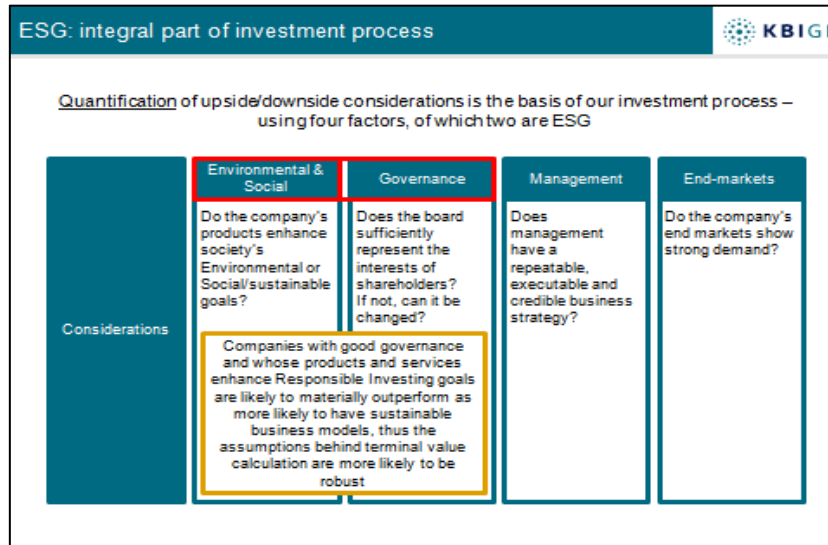 ESG: integral part of investment process
KBIG
Quantification of upside/downside considerations is the basis of our investment process –
using four factors, of which two are ESG
Considerations
Environmental &
Social
Do the company's
products enhance
society's
Environmental or
Social/sustainable
goals?
Governance
Does the board
sufficiently
represent the
interests of
shareholders?
If not, can it be
changed?
Companies with good governance
and whose products and services
enhance Responsible Investing goals
are likely to materially outperform as
more likely to have sustainable
business models, thus the
assumptions behind terminal value
calculation are more likely to be
robust
Management
Does
management
have a
repeatable,
executable and
credible business
strategy?
End-markets
Do the company's
end markets show
strong demand?